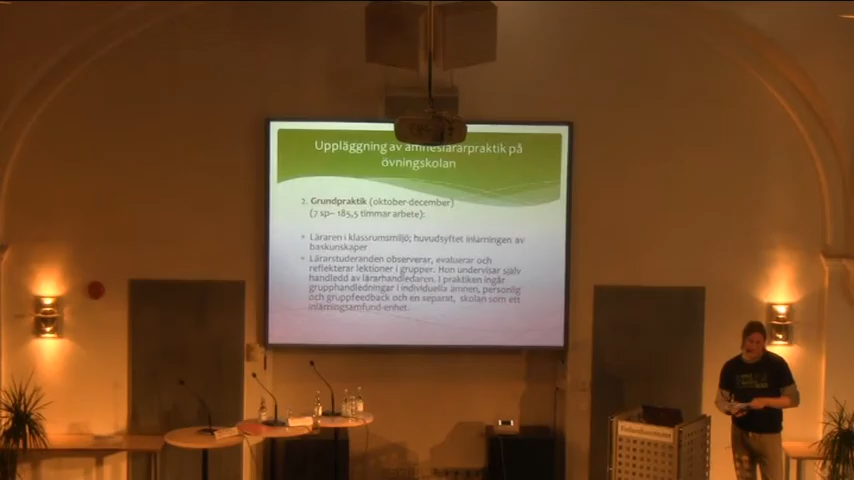 Uppläggning av ämneslärarpraktik på
övningskolan
2. Grundpraktik (oktober-december)
(7 sp– 185,5 timmar arbete):
Läraren i klassrumsmiljö; huvudsyftet inlärningen av
baskunskaper
Lärarstuderanden observerar, evaluerar och
reflekterar lektioner i grupper. Hon undervisar själv
handledd av lärarhandledaren. I praktiken ingår
grupphandledningar i individuella ämnen, personlig
och gruppfeedback och en separat, skolan som ett
inlärningsamfund-enhet.